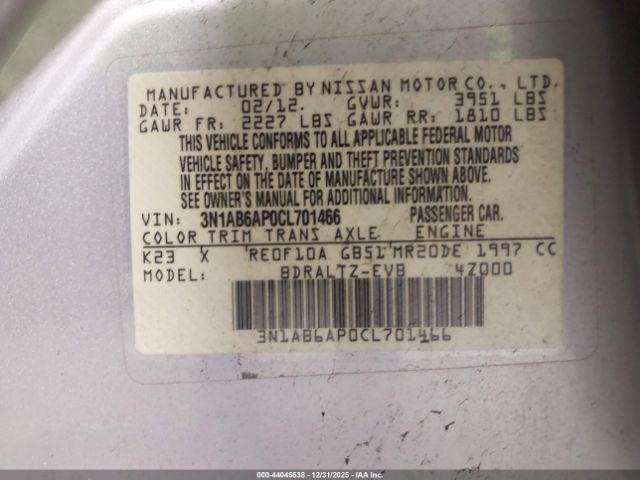 MANUFACTURED BY NISSAN MOTOR CO., LTD.
DATE: 02/12. GVWR: 3951 LBS
GAWR FR: 2227 LBS GAWR RR: 1810 LBS
THIS VEHICLE CONFORMS TO ALL APPLICABLE FEDERAL MOTOR
VEHICLE SAFETY, BUMPER AND THEFT PREVENTION STANDARDS
IN EFFECT ON THE DATE OF MANUFACTURE SHOWN ABOVE.
SEE OWNER'S MANUAL FOR ADDITIONAL INFORMATION.
VIN: 3N1AB6AP0CL701466 PASSENGER CAR.
COLOR TRIM TRANS AXLE ENGINE
K23 X RE0F10A GB51 MR20DE 1997 CC
MODEL: BDRALTZ-EVB 4Z000
3N1AB6AP0CL701466
000-44045538 - 12/31/2025 - iaai.com